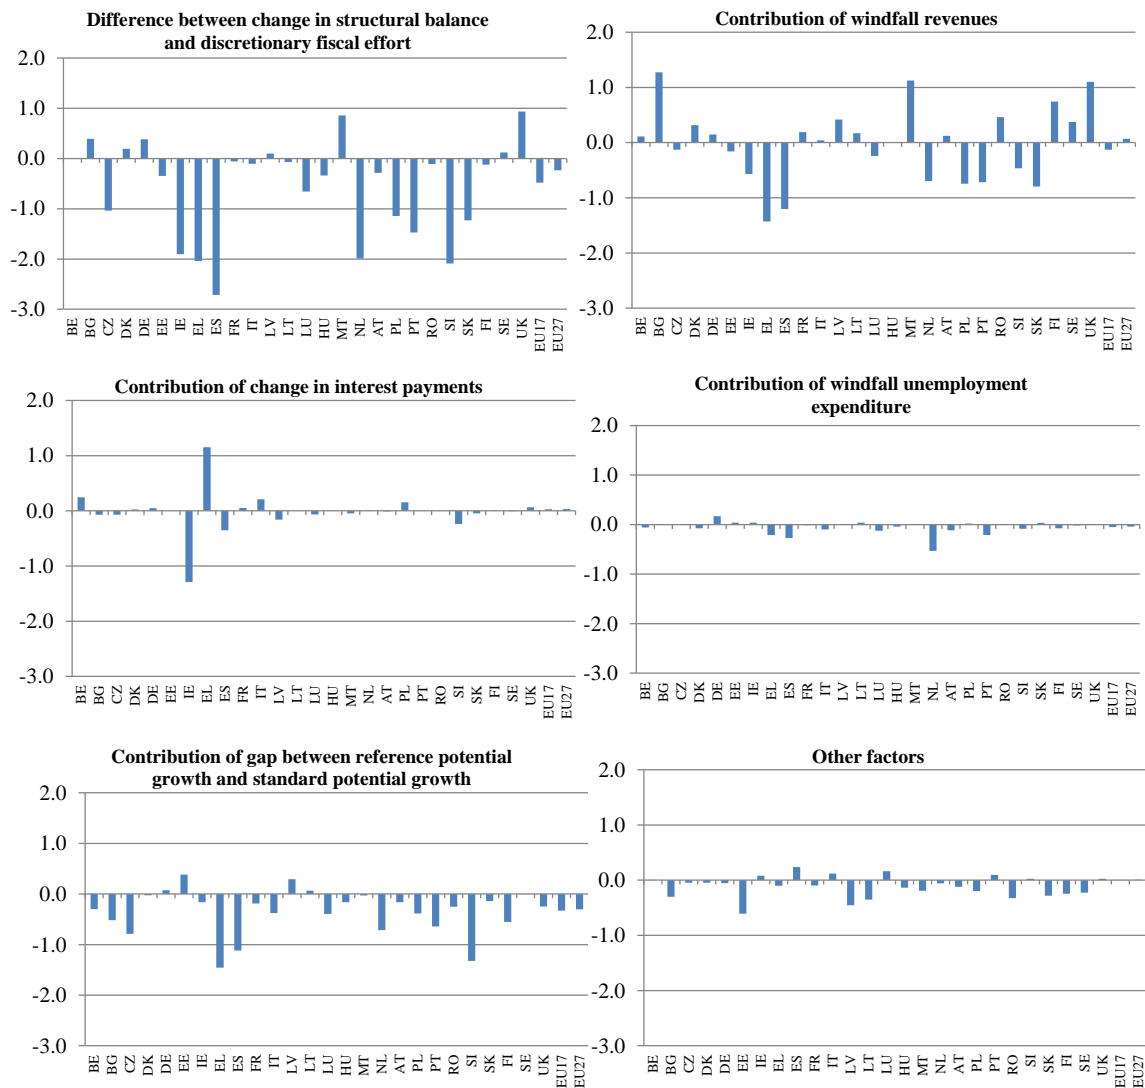 Difference between change in structural balance
and discretionary fiscal effort
2.0
1.0
0.0
-1.0
-2.0
-3.0
BE BG CZ DK DE EE IE EL ES FR IT LV LT LU HU MT NL AT PL PT RO SI SK FI SE UK EU17 EU27
Contribution of windfall revenues
2.0
1.0
0.0
-1.0
-2.0
-3.0
BE BG CZ DK DE EE IE EL ES FR IT LV LT LU HU MT NL AT PL PT RO SI SK FI SE UK EU17 EU27
Contribution of change in interest payments
2.0
1.0
0.0
-1.0
-2.0
-3.0
BE BG CZ DK DE EE IE EL ES FR IT LV LT LU HU MT NL AT PL PT RO SI SK FI SE UK EU17 EU27
Contribution of windfall unemployment
expenditure
2.0
1.0
0.0
-1.0
-2.0
-3.0
BE BG CZ DK DE EE IE EL ES FR IT LV LT LU HU MT NL AT PL PT RO SI SK FI SE UK EU17 EU27
Contribution of gap between reference potential
growth and standard potential growth
2.0
1.0
0.0
-1.0
-2.0
-3.0
BE BG CZ DK DE EE IE EL ES FR IT LV LT LU HU MT NL AT PL PT RO SI SK FI SE UK EU17 EU27
Other factors
2.0
1.0
0.0
-1.0
-2.0
-3.0
BE BG CZ DK DE EE IE EL ES FR IT LV LT LU HU MT NL AT PL PT RO SI SK FI SE UK EU17 EU27